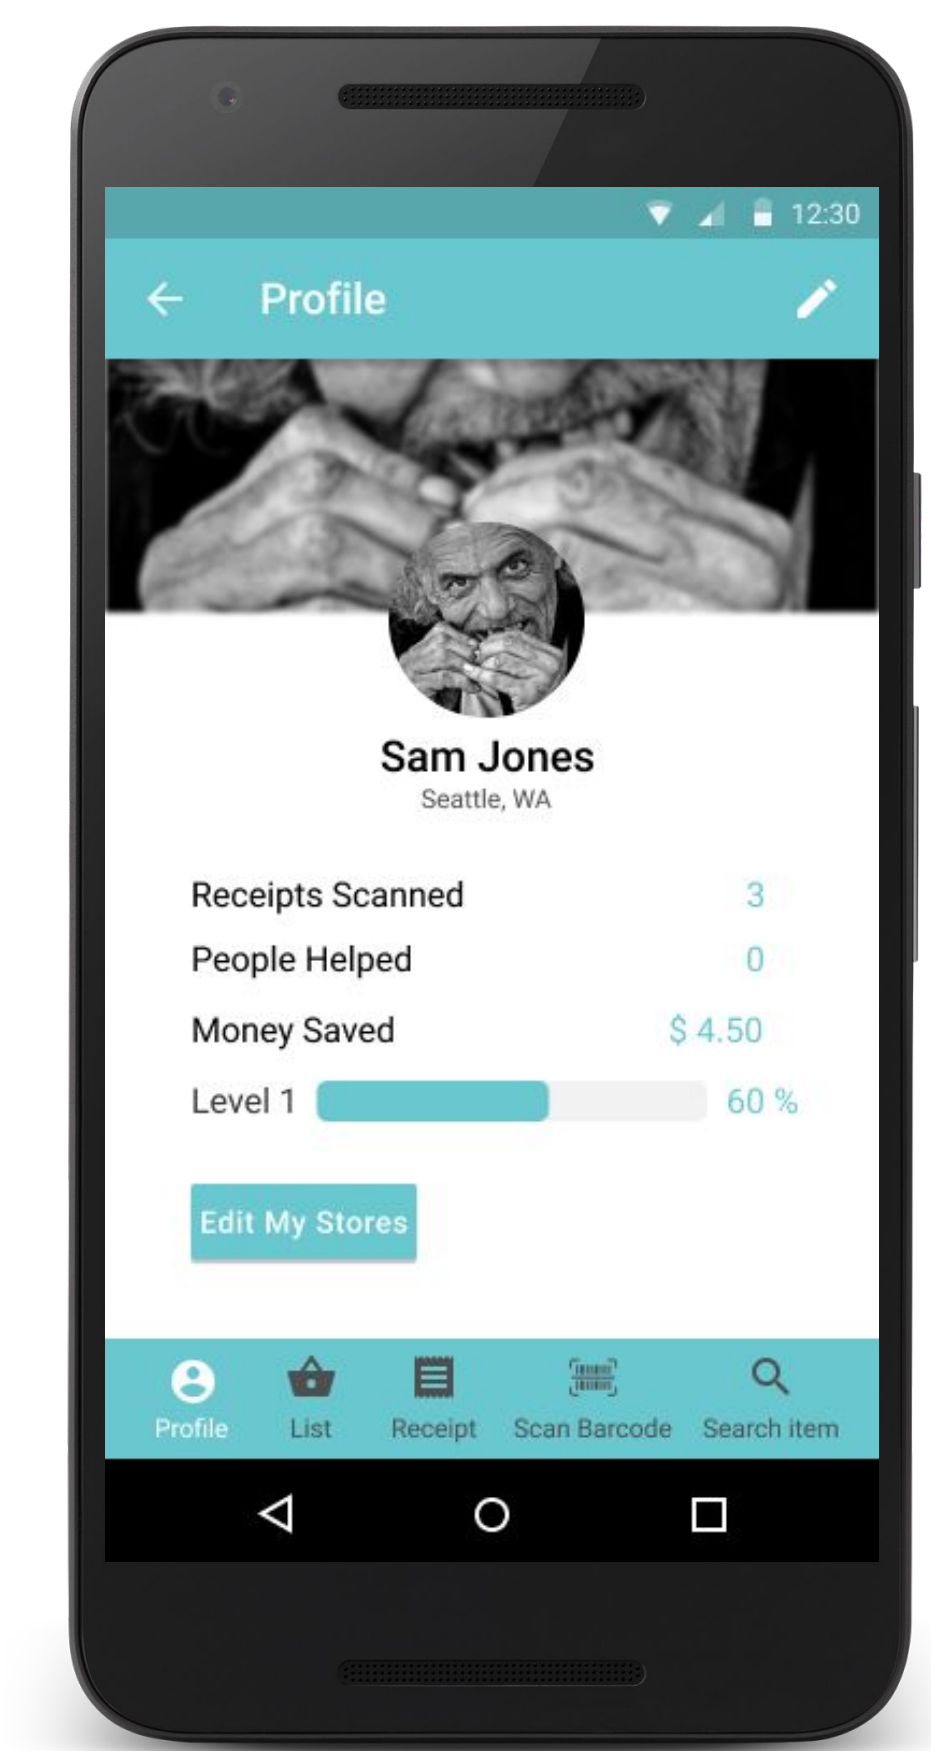 12:30
Profile
Sam Jones
Seattle, WA
Receipts Scanned 3
People Helped 0
Money Saved $ 4.50
Level 1 60 %
Edit My Stores
Profile List Receipt Scan Barcode Search item